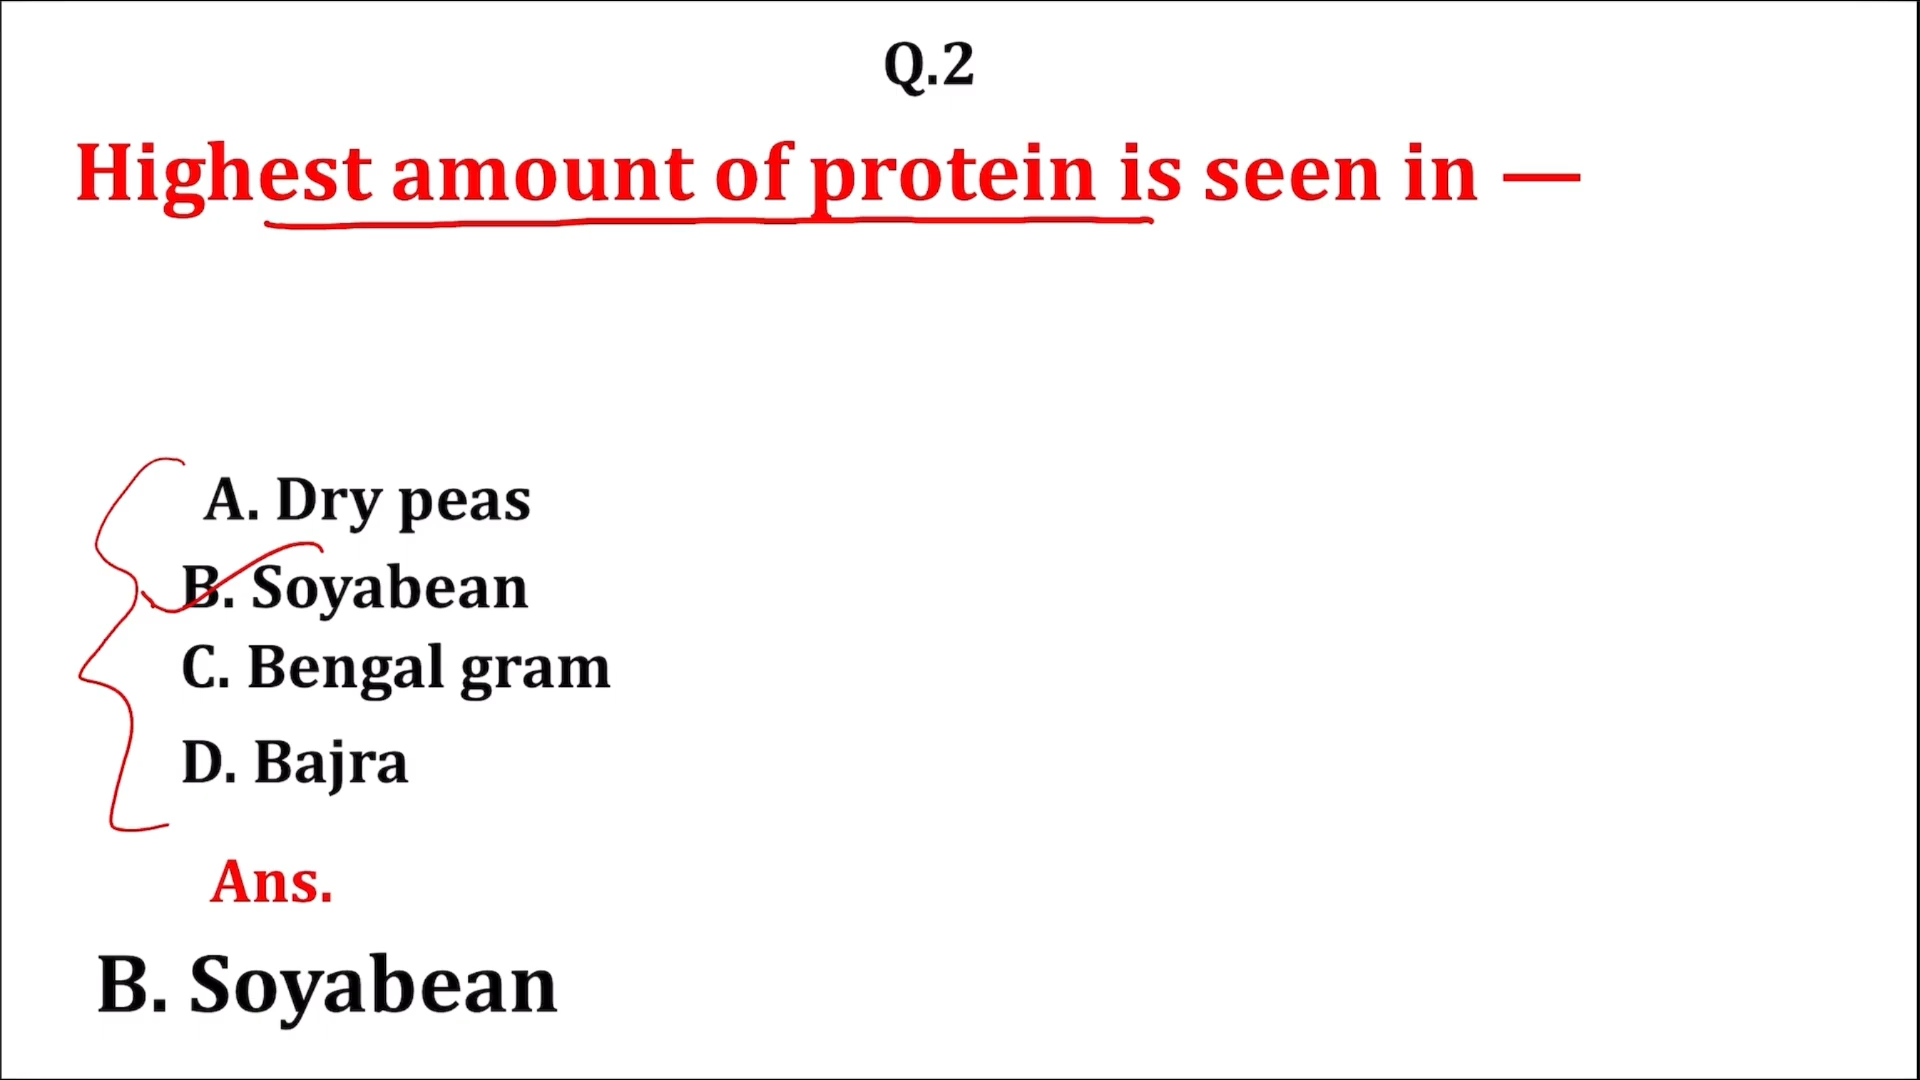 Q.2
Highest amount of protein is seen in —
A. Dry peas
B. Soyabean
C. Bengal gram
D. Bajra
Ans.
B. Soyabean